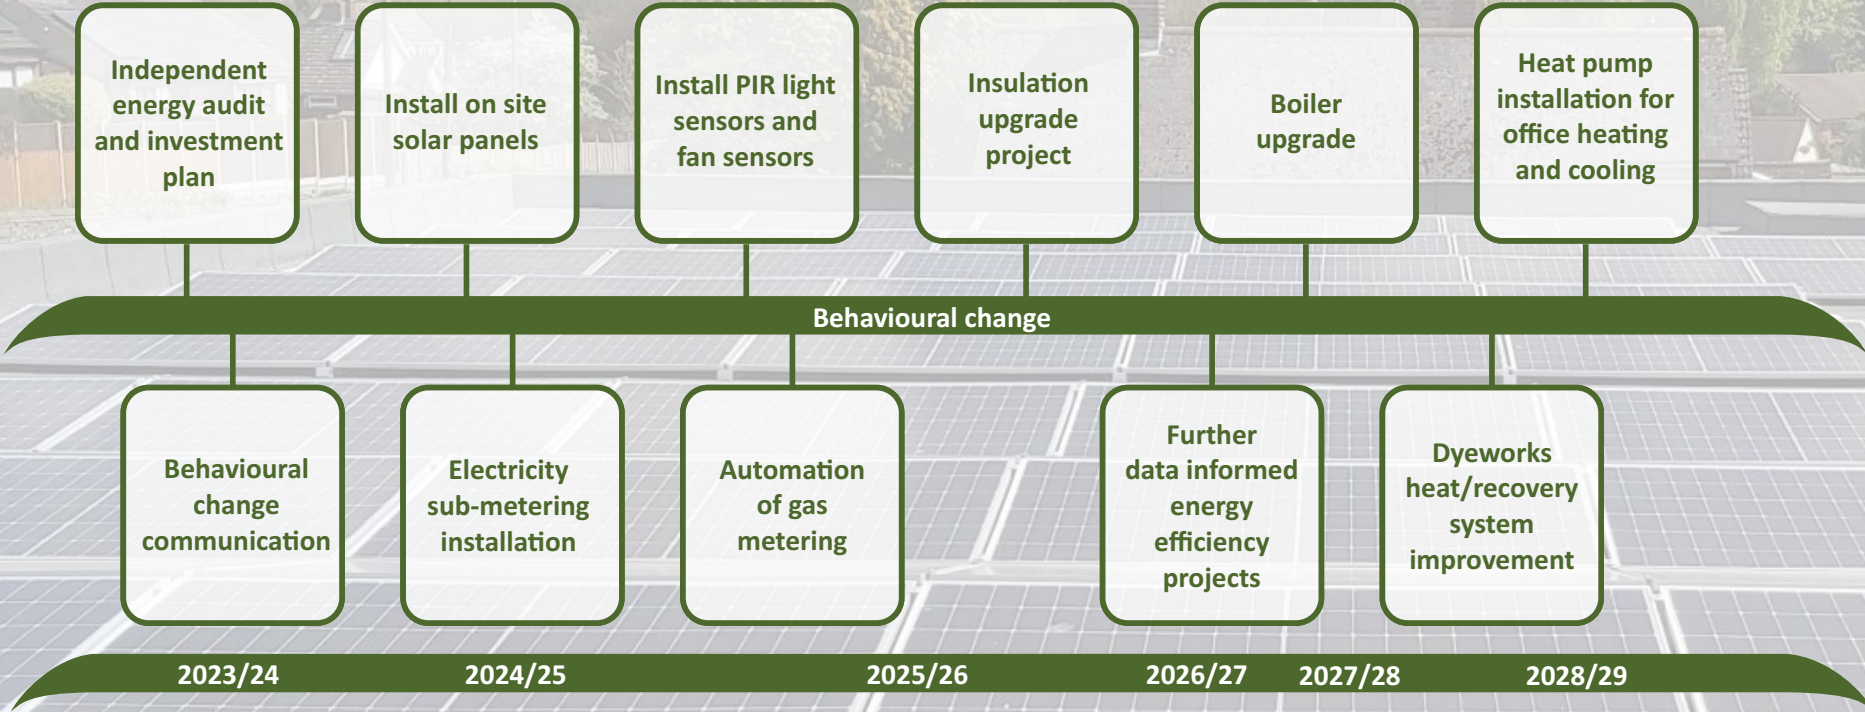 Independent
energy audit
and investment
plan
Install on site
solar panels
Install PIR light
sensors and
fan sensors
Insulation
upgrade
project
Boiler
upgrade
Heat pump
installation for
office heating
and cooling
Behavioural change
Behavioural
change
communication
Electricity
sub-metering
installation
Automation
of gas
metering
Further
data informed
energy
efficiency
projects
Dyeworks
heat/recovery
system
improvement
2023/24
2024/25
2025/26
2026/27
2027/28
2028/29